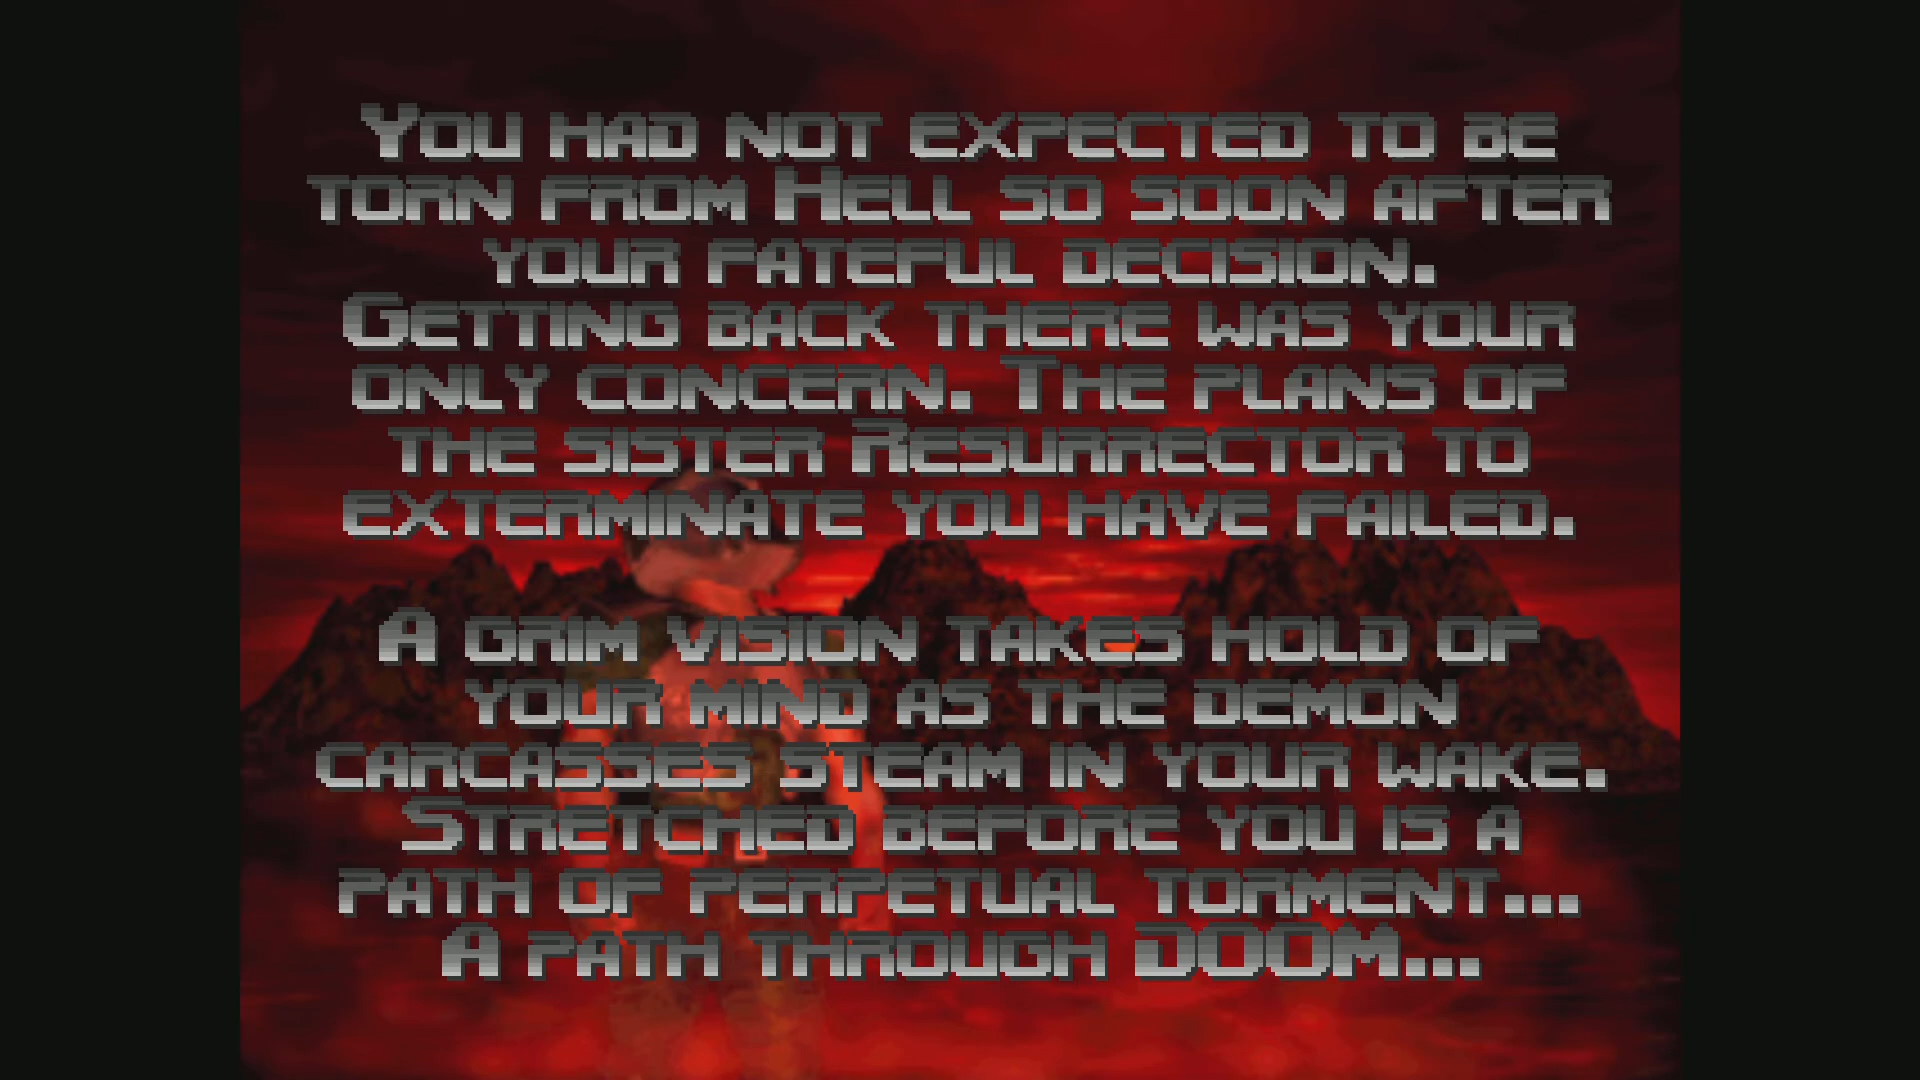 You had not expected to be
torn from Hell so soon after
your fateful decision.
Getting back there was your
only concern. The plans of
the sister Resurrector to
exterminate you have failed.
A grim vision takes hold of
your mind as the demon
carcasses steam in your wake.
Stretched before you is a
path of perpetual torment...
A path through DOOM...